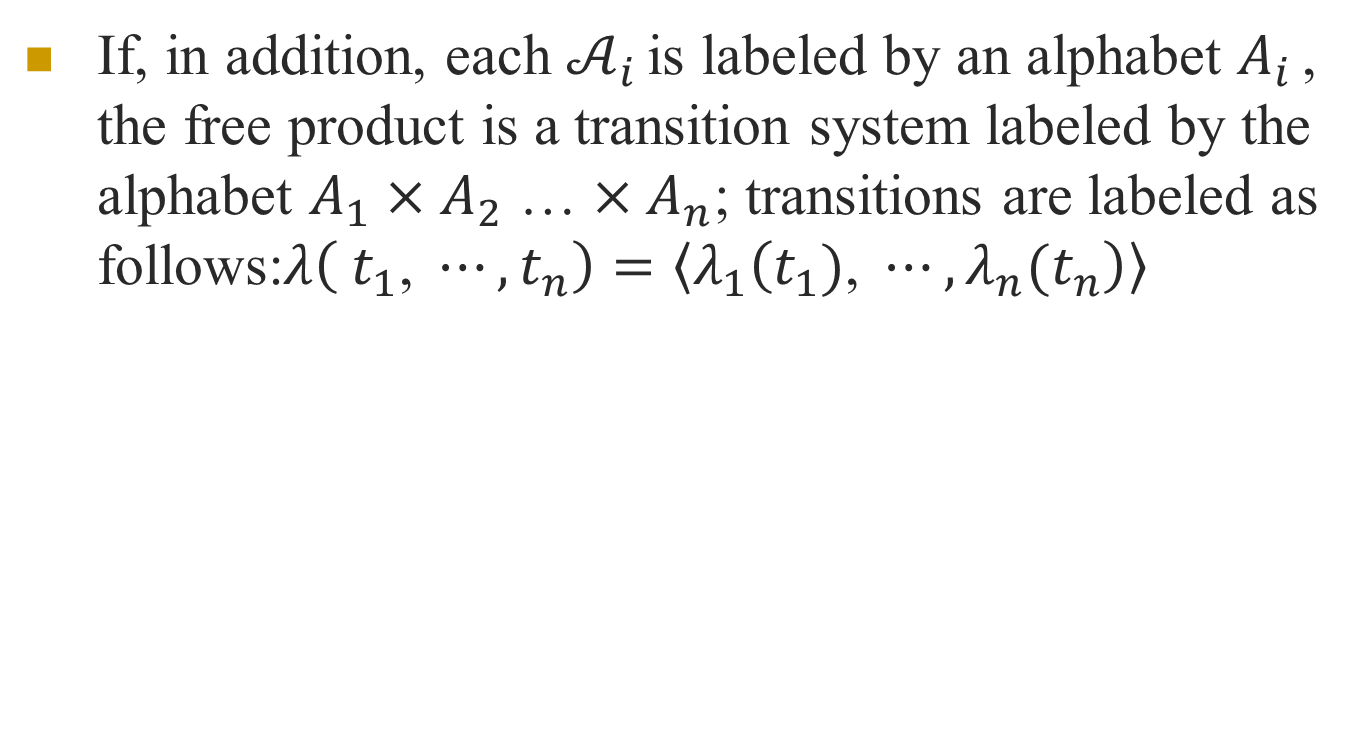 If, in addition, each 𝒜ᵢ is labeled by an alphabet Aᵢ ,
the free product is a transition system labeled by the
alphabet A₁ × A₂ … × Aₙ; transitions are labeled as
follows:λ( t₁, ⋯ , tₙ) = ⟨λ₁(t₁), ⋯ , λₙ(tₙ)⟩